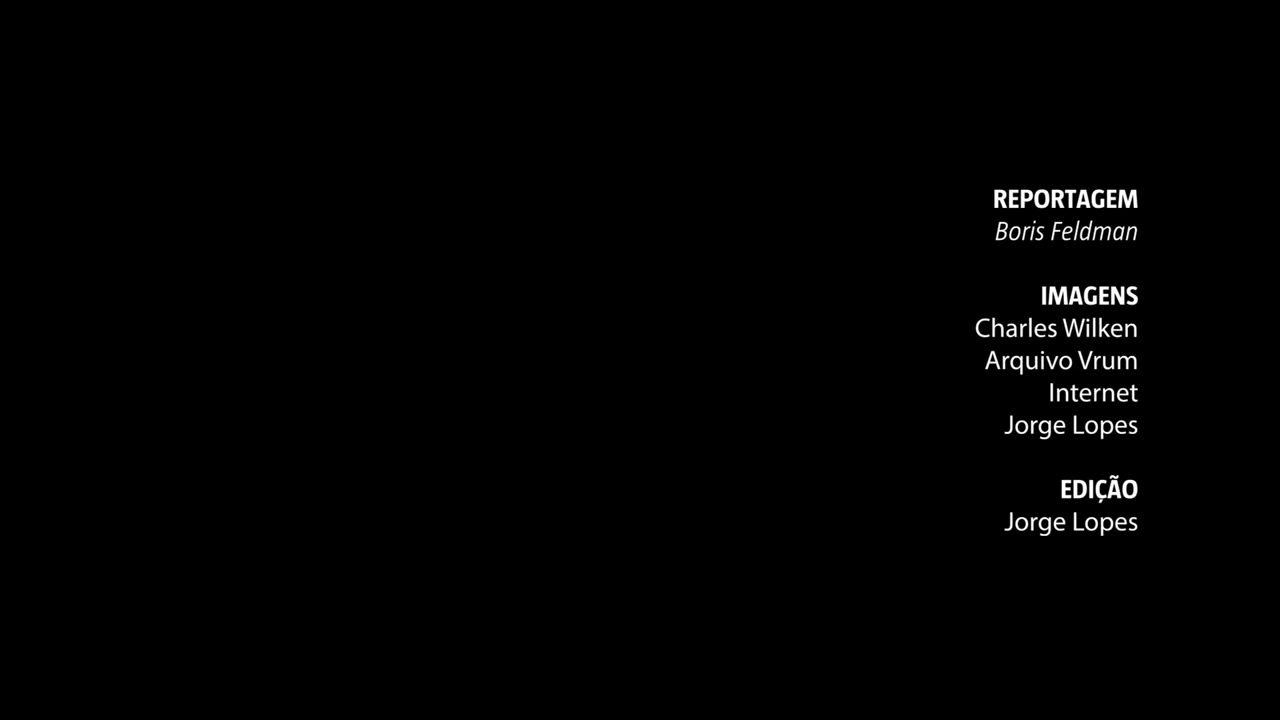 REPORTAGEM
Boris Feldman
IMAGENS
Charles Wilken
Arquivo Vrum
Internet
Jorge Lopes
EDIÇÃO
Jorge Lopes